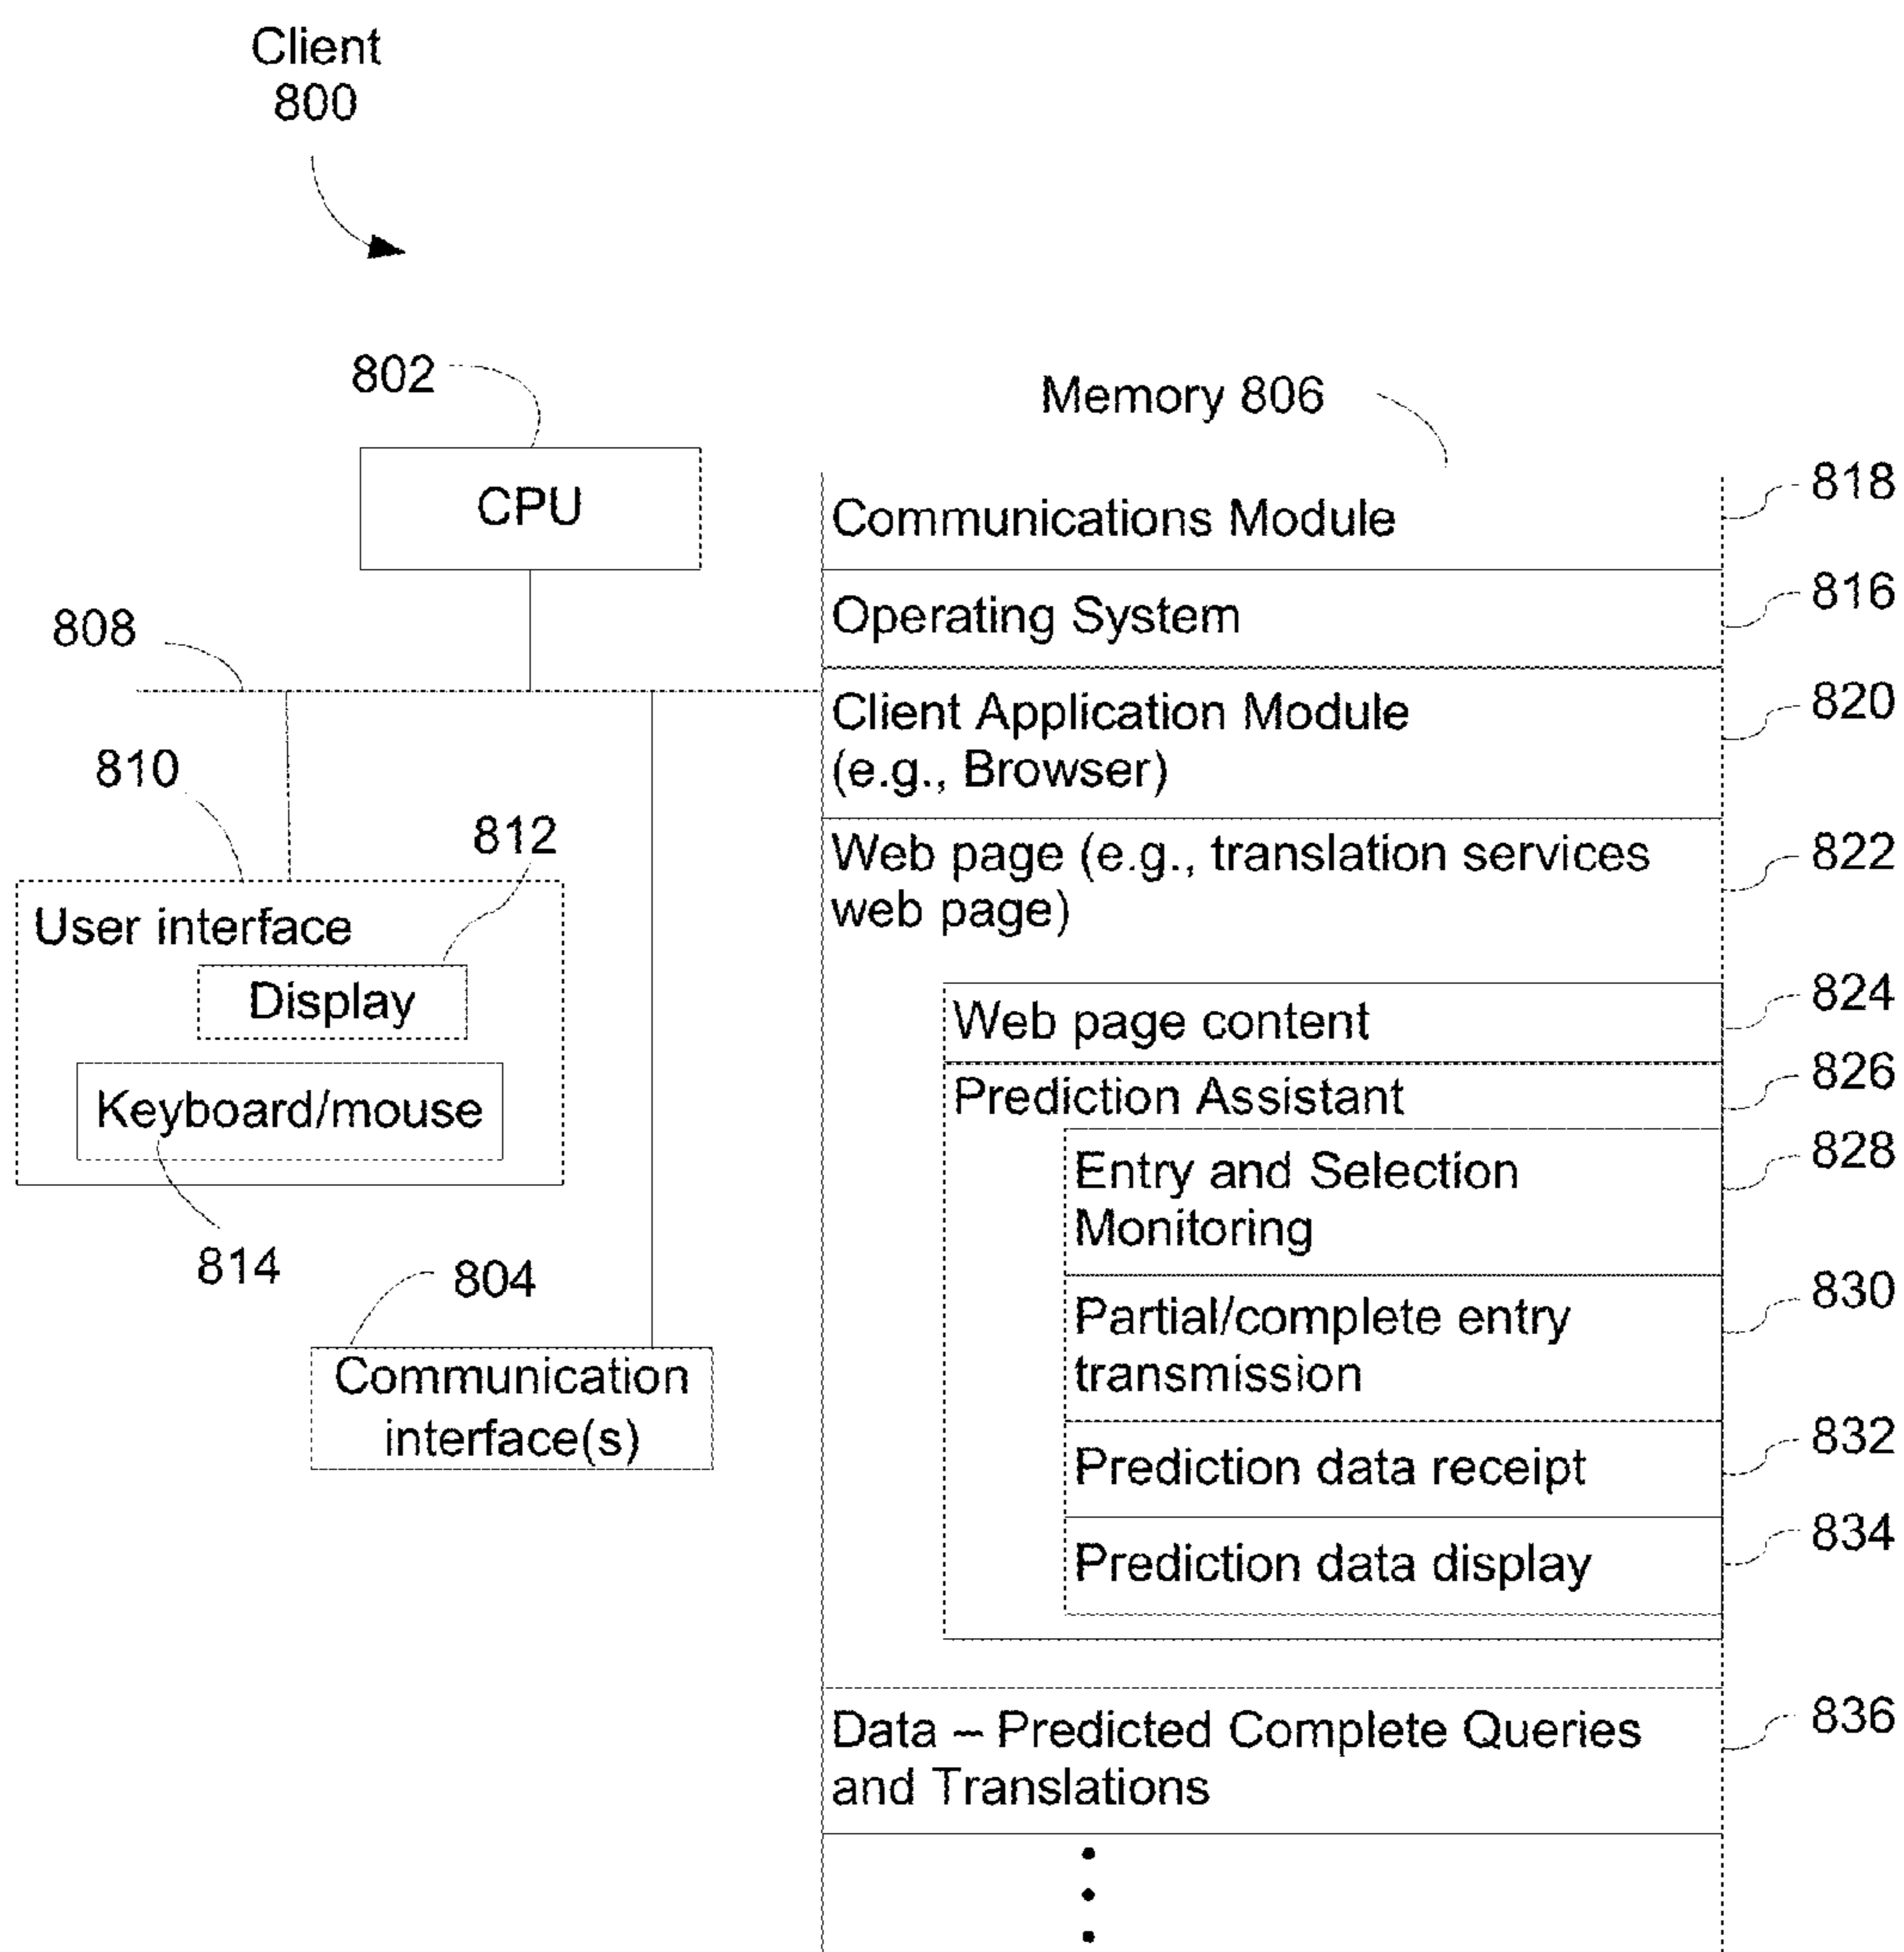 Client
800
802
CPU
808
810
812
User interface
Display
Keyboard/mouse
814
804
Communication
interface(s)
Memory 806
Communications Module
818
Operating System
816
Client Application Module
(e.g., Browser)
820
Web page (e.g., translation services
web page)
822
Web page content
824
Prediction Assistant
826
Entry and Selection
Monitoring
828
Partial/complete entry
transmission
830
Prediction data receipt
832
Prediction data display
834
Data – Predicted Complete Queries
and Translations
836